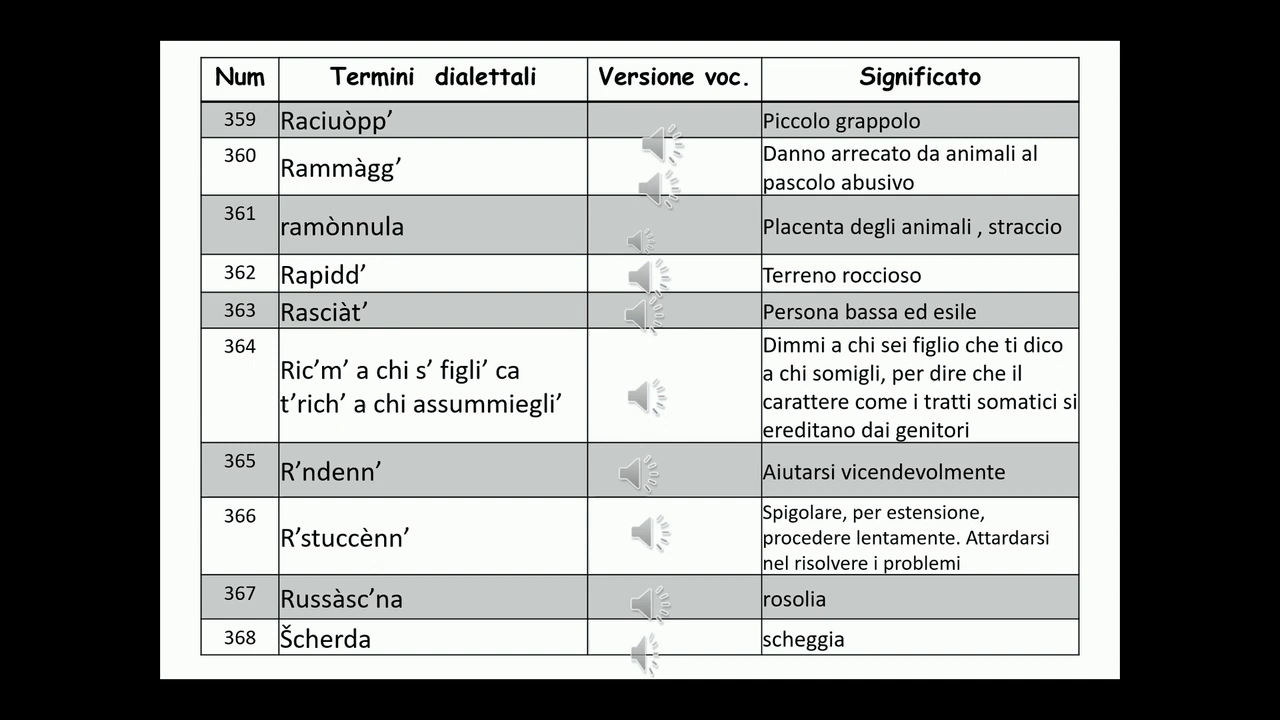 Num Termini dialettali Versione voc. Significato
359 Raciuòpp’ Piccolo grappolo
360 Rammàgg’ Danno arrecato da animali al
pascolo abusivo
361 ramònnula Placenta degli animali , straccio
362 Rapidd’ Terreno roccioso
363 Rasciàt’ Persona bassa ed esile
364 Ric’m’ a chi s’ figli’ ca
t’rich’ a chi assummiegli’
Dimmi a chi sei figlio che ti dico
a chi somigli, per dire che il
carattere come i tratti somatici si
ereditano dai genitori
365 R’ndenn’ Aiutarsi vicendevolmente
366 R’stuccènn’ Spigolare, per estensione,
procedere lentamente. Attardarsi
nel risolvere i problemi
367 Russàsc’na rosolia
368 Šcherda scheggia